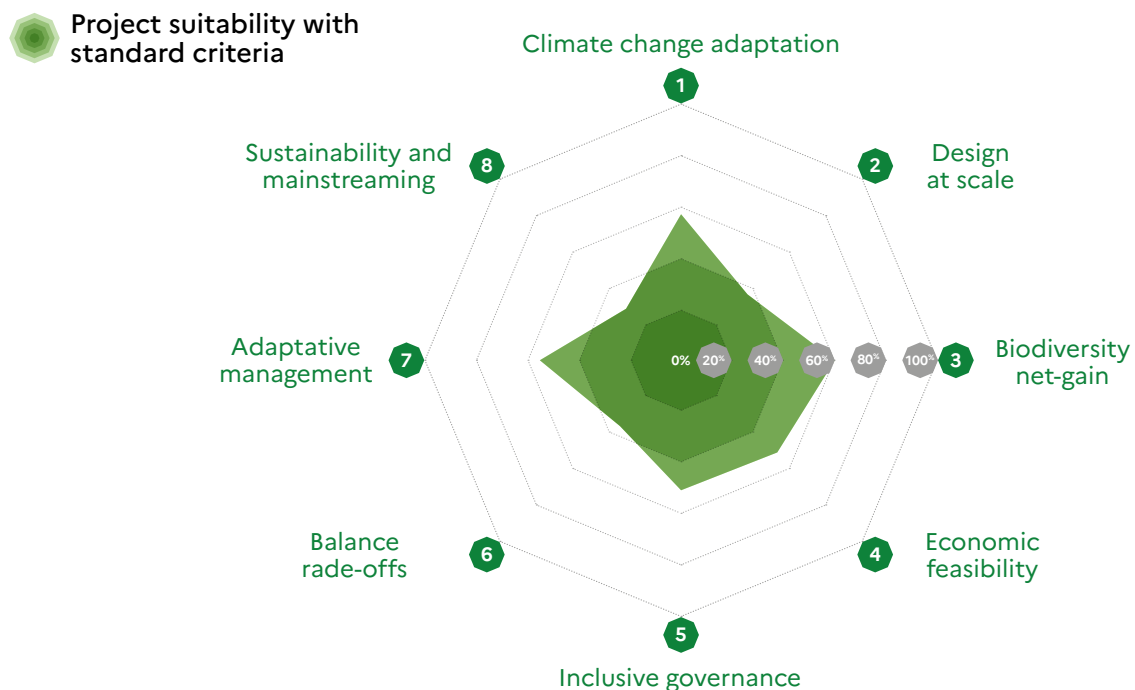 Project suitability with
standard criteria
Climate change adaptation
1
Sustainability and
mainstreaming
8
2
Design
at scale
Adaptative
management
7
0%
20%
40%
60%
80%
100%
3
Biodiversity
net-gain
Balance
rade-offs
6
4
Economic
feasibility
5
Inclusive governance